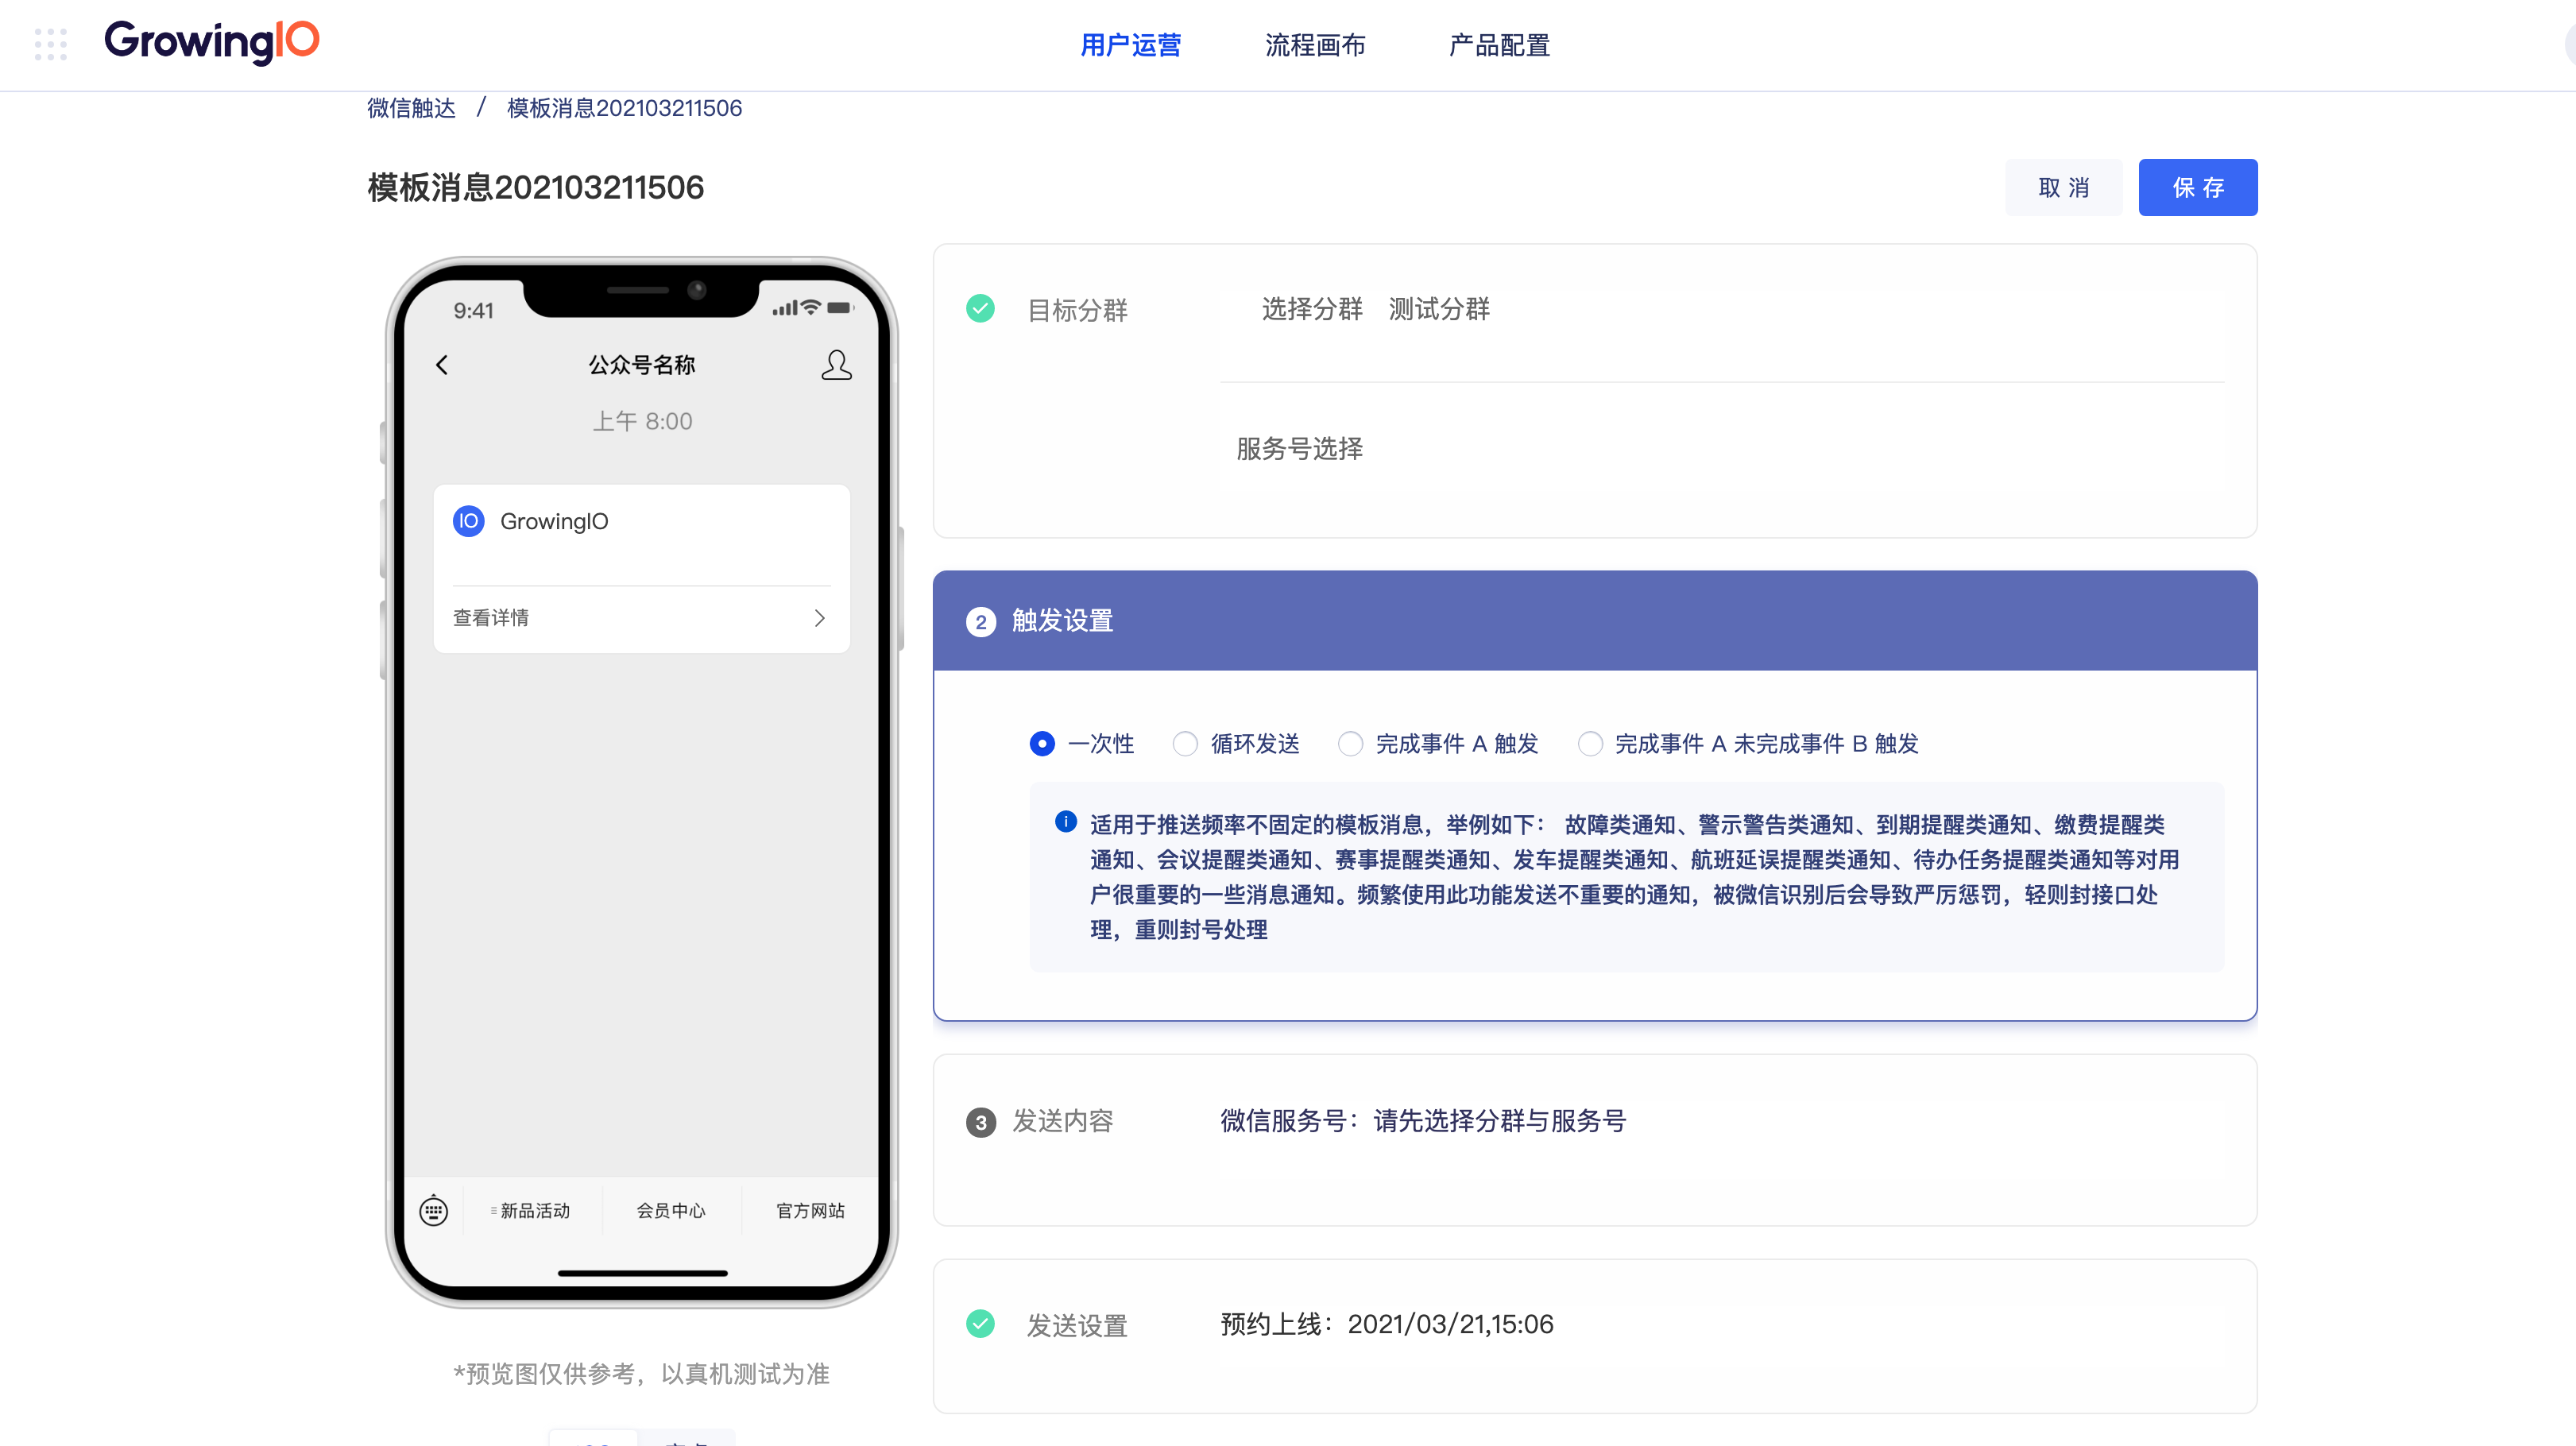 GrowingIO
用户运营 流程画布 产品配置
微信触达 / 模板消息202103211506
模板消息202103211506
取消 保存
9:41
公众号名称
上午 8:00
IO GrowingIO
查看详情
新品活动 会员中心 官方网站
*预览图仅供参考，以真机测试为准
目标分群 选择分群 测试分群
服务号选择
2 触发设置
一次性 循环发送 完成事件 A 触发 完成事件 A 未完成事件 B 触发
适用于推送频率不固定的模板消息，举例如下： 故障类通知、警示警告类通知、到期提醒类通知、缴费提醒类
通知、会议提醒类通知、赛事提醒类通知、发车提醒类通知、航班延误提醒类通知、待办任务提醒类通知等对用
户很重要的一些消息通知。频繁使用此功能发送不重要的通知，被微信识别后会导致严厉惩罚，轻则封接口处
理，重则封号处理
3 发送内容 微信服务号：请先选择分群与服务号
发送设置 预约上线：2021/03/21,15:06